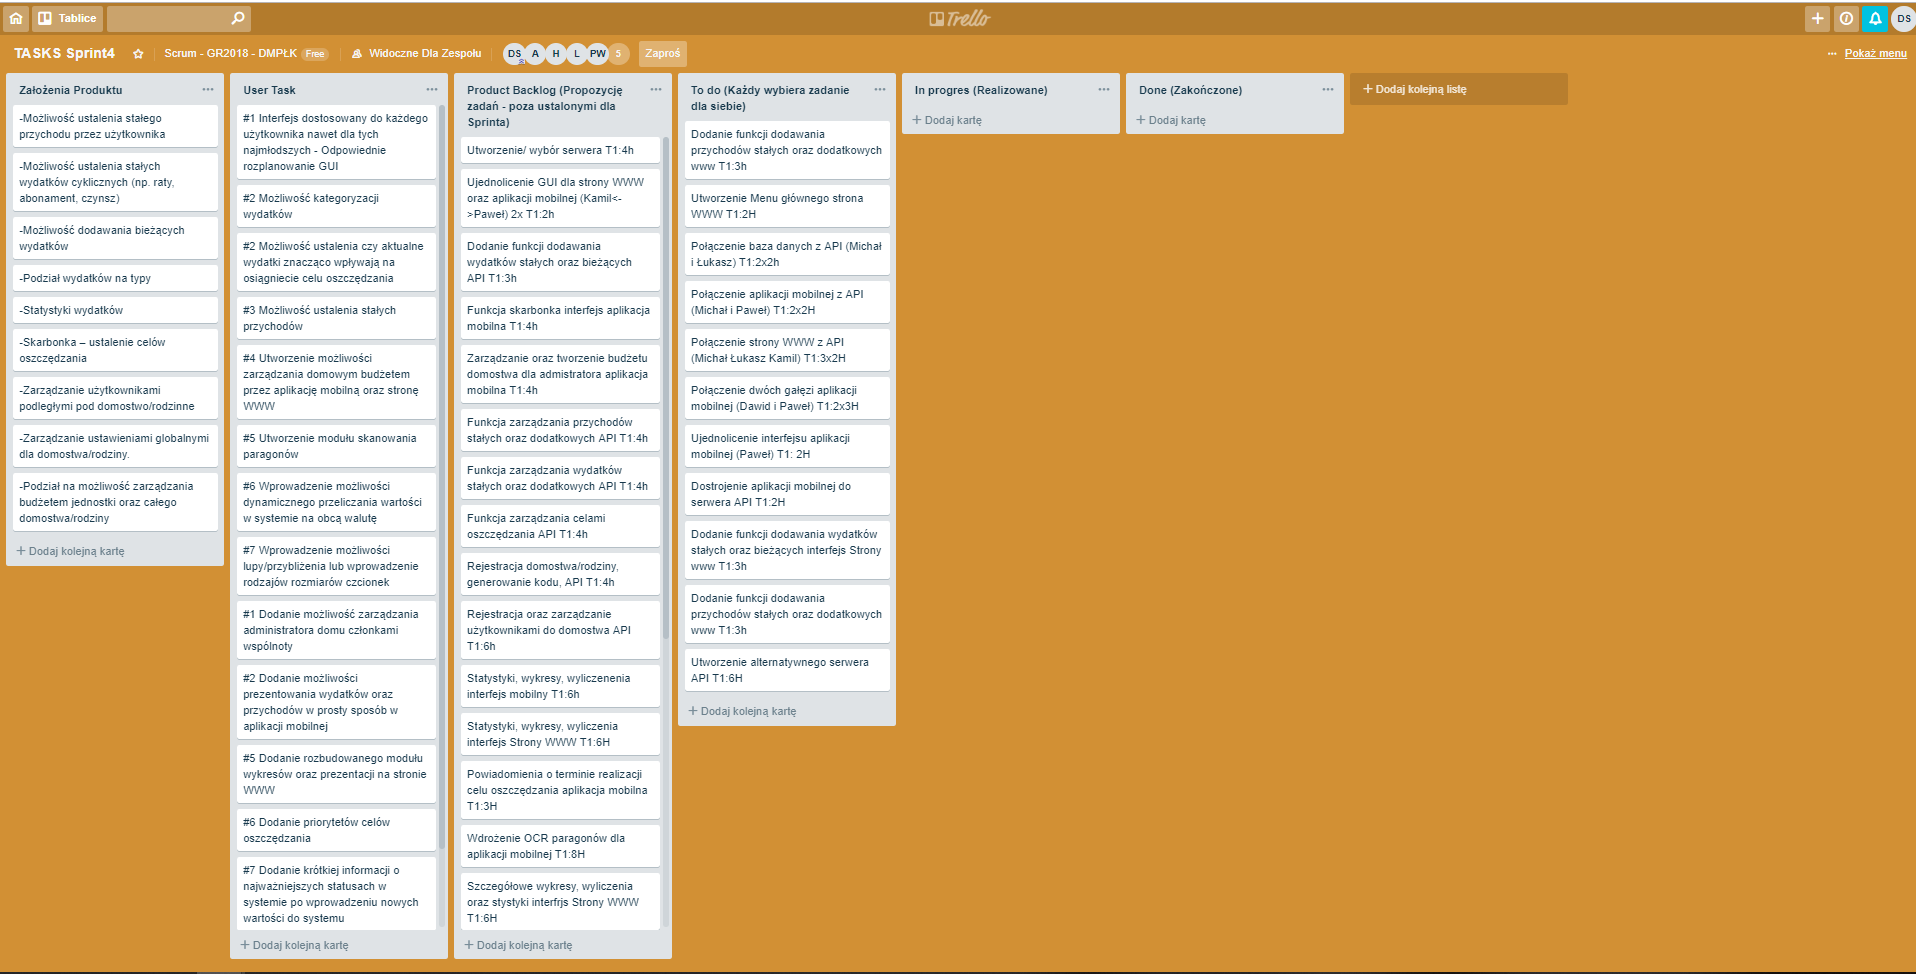 Tablice
Trello
DS
TASKS Sprint4
Scrum - GR2018 - DMPŁK Free
Widoczne Dla Zespołu
DS A H L PW 5
Zaproś
... Pokaż menu
Założenia Produktu
-Możliwość ustalenia stałego
przychodu przez użytkownika
-Możliwość ustalenia stałych
wydatków cyklicznych (np. raty,
abonament, czynsz)
-Możliwość dodawania bieżących
wydatków
-Podział wydatków na typy
-Statystyki wydatków
-Skarbonka – ustalenie celów
oszczędzania
-Zarządzanie użytkownikami
podległymi pod domostwo/rodzinne
-Zarządzanie ustawieniami globalnymi
dla domostwa/rodziny.
-Podział na możliwość zarządzania
budżetem jednostki oraz całego
domostwa/rodziny
+ Dodaj kolejną kartę
User Task
#1 Interfejs dostosowany do każdego
użytkownika nawet dla tych
najmłodszych - Odpowiednie
rozplanowanie GUI
#2 Możliwość kategoryzacji
wydatków
#2 Możliwość ustalenia czy aktualne
wydatki znacząco wpływają na
osiągniecie celu oszczędzania
#3 Możliwość ustalenia stałych
przychodów
#4 Utworzenie możliwości
zarządzania domowym budżetem
przez aplikację mobilną oraz stronę
WWW
#5 Utworzenie modułu skanowania
paragonów
#6 Wprowadzenie możliwości
dynamicznego przeliczania wartości
w systemie na obcą walutę
#7 Wprowadzenie możliwości
lupy/przybliżenia lub wprowadzenie
rodzajów rozmiarów czcionek
#1 Dodanie możliwość zarządzania
administratora domu członkami
wspólnoty
#2 Dodanie możliwości
prezentowania wydatków oraz
przychodów w prosty sposób w
aplikacji mobilnej
#5 Dodanie rozbudowanego modułu
wykresów oraz prezentacji na stronie
WWW
#6 Dodanie priorytetów celów
oszczędzania
#7 Dodanie krótkiej informacji o
najważniejszych statusach w
systemie po wprowadzeniu nowych
wartości do systemu
+ Dodaj kolejną kartę
Product Backlog (Propozycję
zadań - poza ustalonymi dla
Sprinta)
Utworzenie/ wybór serwera T1:4h
Ujednolicenie GUI dla strony WWW
oraz aplikacji mobilnej (Kamil<-
>Paweł) 2x T1:2h
Dodanie funkcji dodawania
wydatków stałych oraz bieżących
API T1:3h
Funkcja skarbonka interfejs aplikacja
mobilna T1:4h
Zarządzanie oraz tworzenie budżetu
domostwa dla admistratora aplikacja
mobilna T1:4h
Funkcja zarządzania przychodów
stałych oraz dodatkowych API T1:4h
Funkcja zarządzania wydatków
stałych oraz dodatkowych API T1:4h
Funkcja zarządzania celami
oszczędzania API T1:4h
Rejestracja domostwa/rodziny,
generowanie kodu, API T1:4h
Rejestracja oraz zarządzanie
użytkownikami do domostwa API
T1:6h
Statystyki, wykresy, wyliczenenia
interfejs mobilny T1:6h
Statystyki, wykresy, wyliczenia
interfejs Strony WWW T1:6H
Powiadomienia o terminie realizacji
celu oszczędzania aplikacja mobilna
T1:3H
Wdrożenie OCR paragonów dla
aplikacji mobilnej T1:8H
Szczegółowe wykresy, wyliczenia
oraz stystyki interfrjs Strony WWW
T1:6H
+ Dodaj kolejną kartę
To do (Każdy wybiera zadanie
dla siebie)
Dodanie funkcji dodawania
przychodów stałych oraz dodatkowych
www T1:3h
Utworzenie Menu głównego strona
WWW T1:2H
Połączenie baza danych z API (Michał
i Łukasz) T1:2x2h
Połączenie aplikacji mobilnej z API
(Michał i Paweł) T1:2x2H
Połączenie strony WWW z API
(Michał Łukasz Kamil) T1:3x2H
Połączenie dwóch gałęzi aplikacji
mobilnej (Dawid i Paweł) T1:2x3H
Ujednolicenie interfejsu aplikacji
mobilnej (Paweł) T1: 2H
Dostrojenie aplikacji mobilnej do
serwera API T1:2H
Dodanie funkcji dodawania wydatków
stałych oraz bieżących interfejs Strony
www T1:3h
Dodanie funkcji dodawania
przychodów stałych oraz dodatkowych
www T1:3h
Utworzenie alternatywnego serwera
API T1:6H
+ Dodaj kolejną kartę
In progres (Realizowane)
+ Dodaj kartę
Done (Zakończone)
+ Dodaj kartę
+ Dodaj kolejną listę